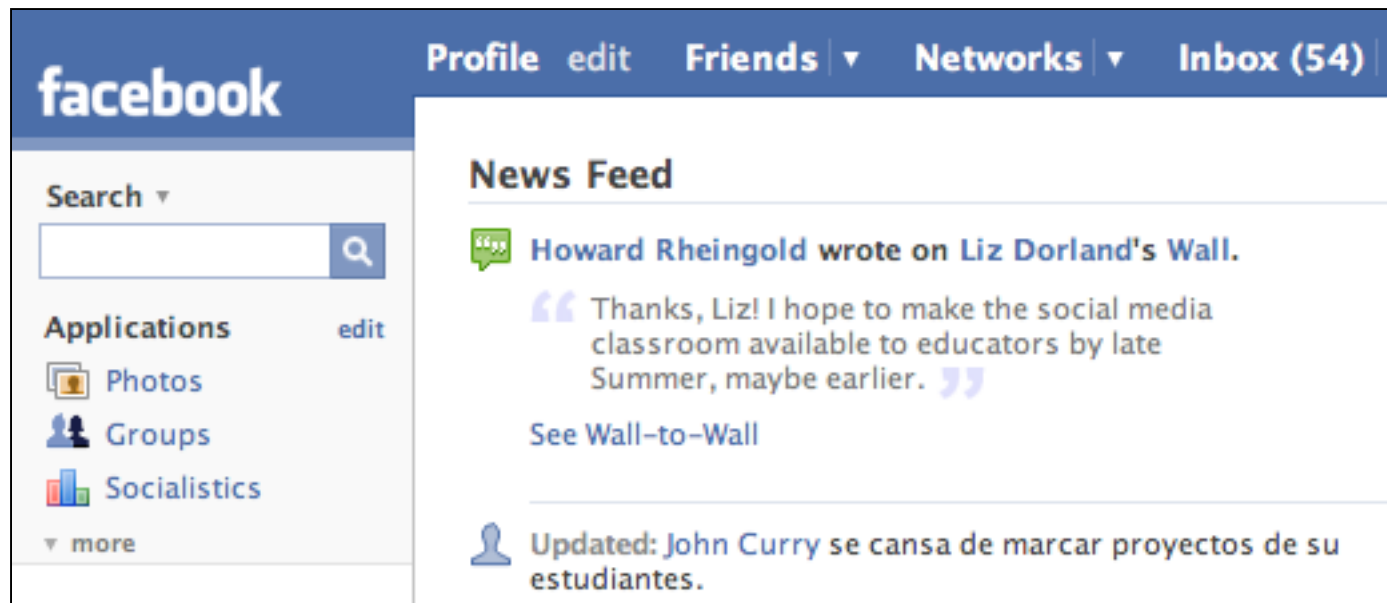 facebook
Profile edit Friends ▼ Networks ▼ Inbox (54)
Search ▼
Applications edit
Photos
Groups
Socialistics
▼ more
News Feed
Howard Rheingold wrote on Liz Dorland's Wall.
“ Thanks, Liz! I hope to make the social media
classroom available to educators by late
Summer, maybe earlier. ”
See Wall-to-Wall
Updated: John Curry se cansa de marcar proyectos de su
estudiantes.